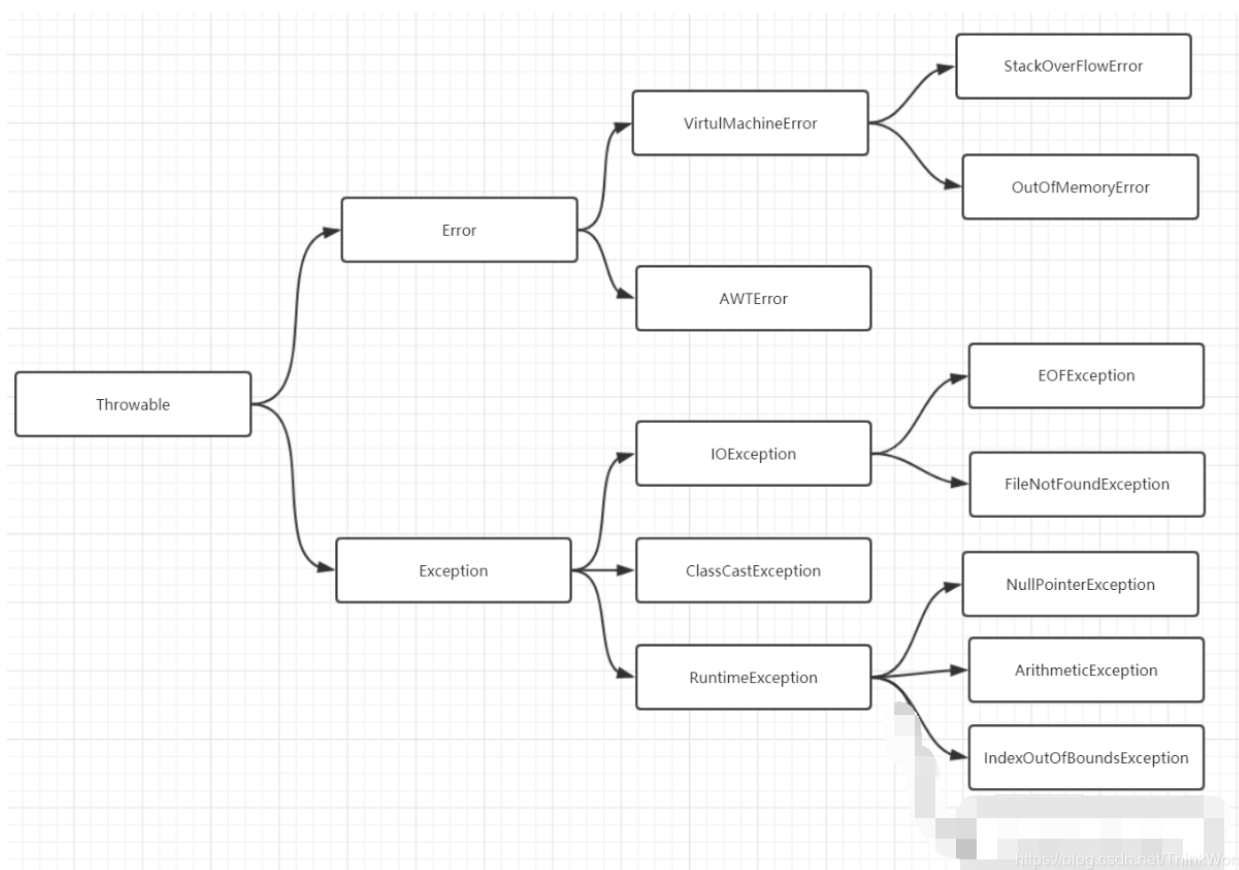 StackOverFlowError
VirtulMachineError
OutOfMemoryError
Error
AWTError
EOFException
Throwable
IOException
FileNotFoundException
Exception
ClassCastException
NullPointerException
RuntimeException
ArithmeticException
IndexOutOfBoundsException
https://blog.csdn.net/ThinkWon